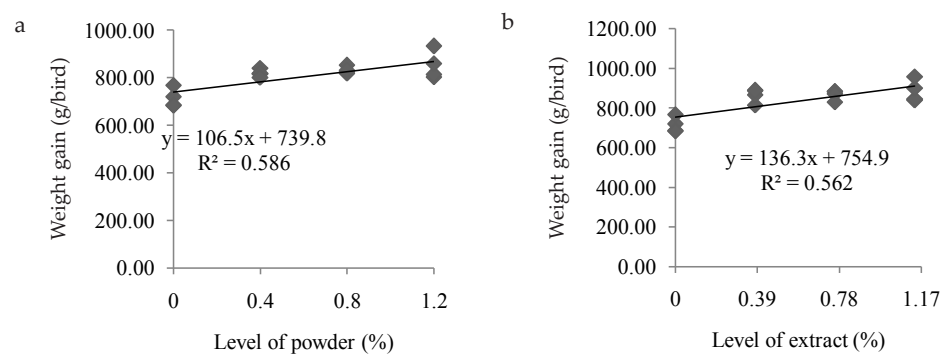 a
Weight gain (g/bird)
1000.00
800.00
600.00
400.00
200.00
0.00
y = 106.5x + 739.8
R² = 0.586
0 0.4 0.8 1.2
Level of powder (%)
b
Weight gain (g/bird)
1200.00
1000.00
800.00
600.00
400.00
200.00
0.00
y = 136.3x + 754.9
R² = 0.562
0 0.39 0.78 1.17
Level of extract (%)